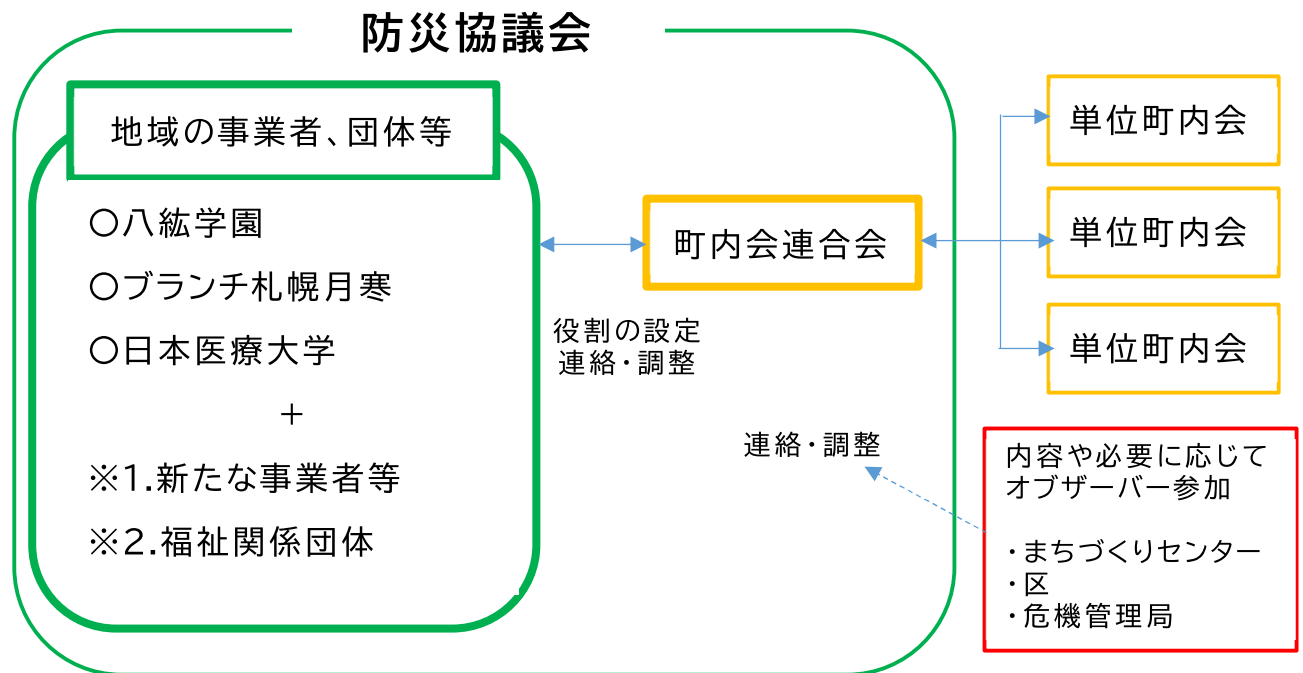 防災協議会
地域の事業者、団体等
〇八紘学園
〇ブランチ札幌月寒
〇日本医療大学
＋
※1.新たな事業者等
※2.福祉関係団体
役割の設定
連絡・調整
町内会連合会
連絡・調整
単位町内会
単位町内会
単位町内会
内容や必要に応じて
オブザーバー参加
・まちづくりセンター
・区
・危機管理局